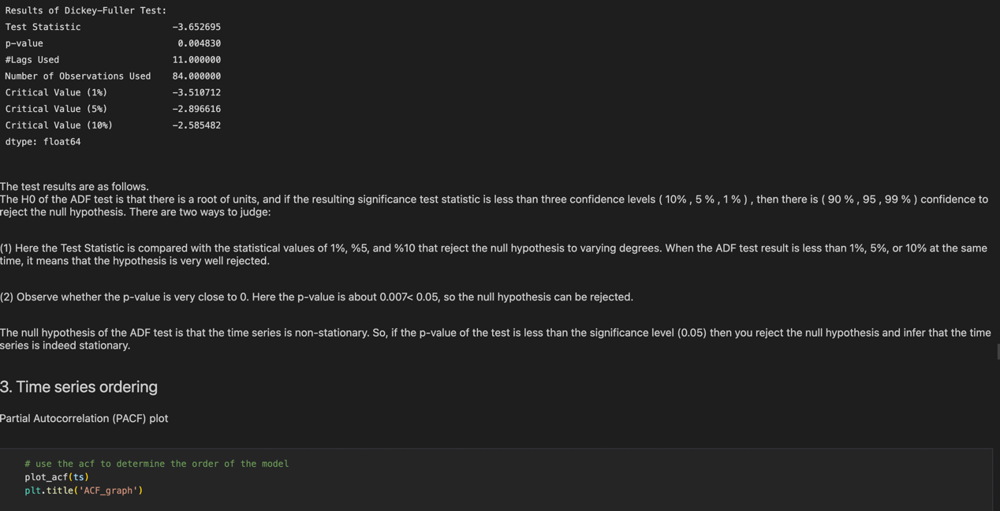 Results of Dickey-Fuller Test:
Test Statistic -3.652695
p-value 0.004830
#Lags Used 11.000000
Number of Observations Used 84.000000
Critical Value (1%) -3.510712
Critical Value (5%) -2.896616
Critical Value (10%) -2.585482
dtype: float64
The test results are as follows.
The H0 of the ADF test is that there is a root of units, and if the resulting significance test statistic is less than three confidence levels ( 10% , 5 % , 1 % ) , then there is ( 90 % , 95 , 99 % ) confidence to
reject the null hypothesis. There are two ways to judge:
(1) Here the Test Statistic is compared with the statistical values of 1%, %5, and %10 that reject the null hypothesis to varying degrees. When the ADF test result is less than 1%, 5%, or 10% at the same
time, it means that the hypothesis is very well rejected.
(2) Observe whether the p-value is very close to 0. Here the p-value is about 0.007< 0.05, so the null hypothesis can be rejected.
The null hypothesis of the ADF test is that the time series is non-stationary. So, if the p-value of the test is less than the significance level (0.05) then you reject the null hypothesis and infer that the time
series is indeed stationary.
3. Time series ordering
Partial Autocorrelation (PACF) plot
# use the acf to determine the order of the model
plot_acf(ts)
plt.title('ACF_graph')